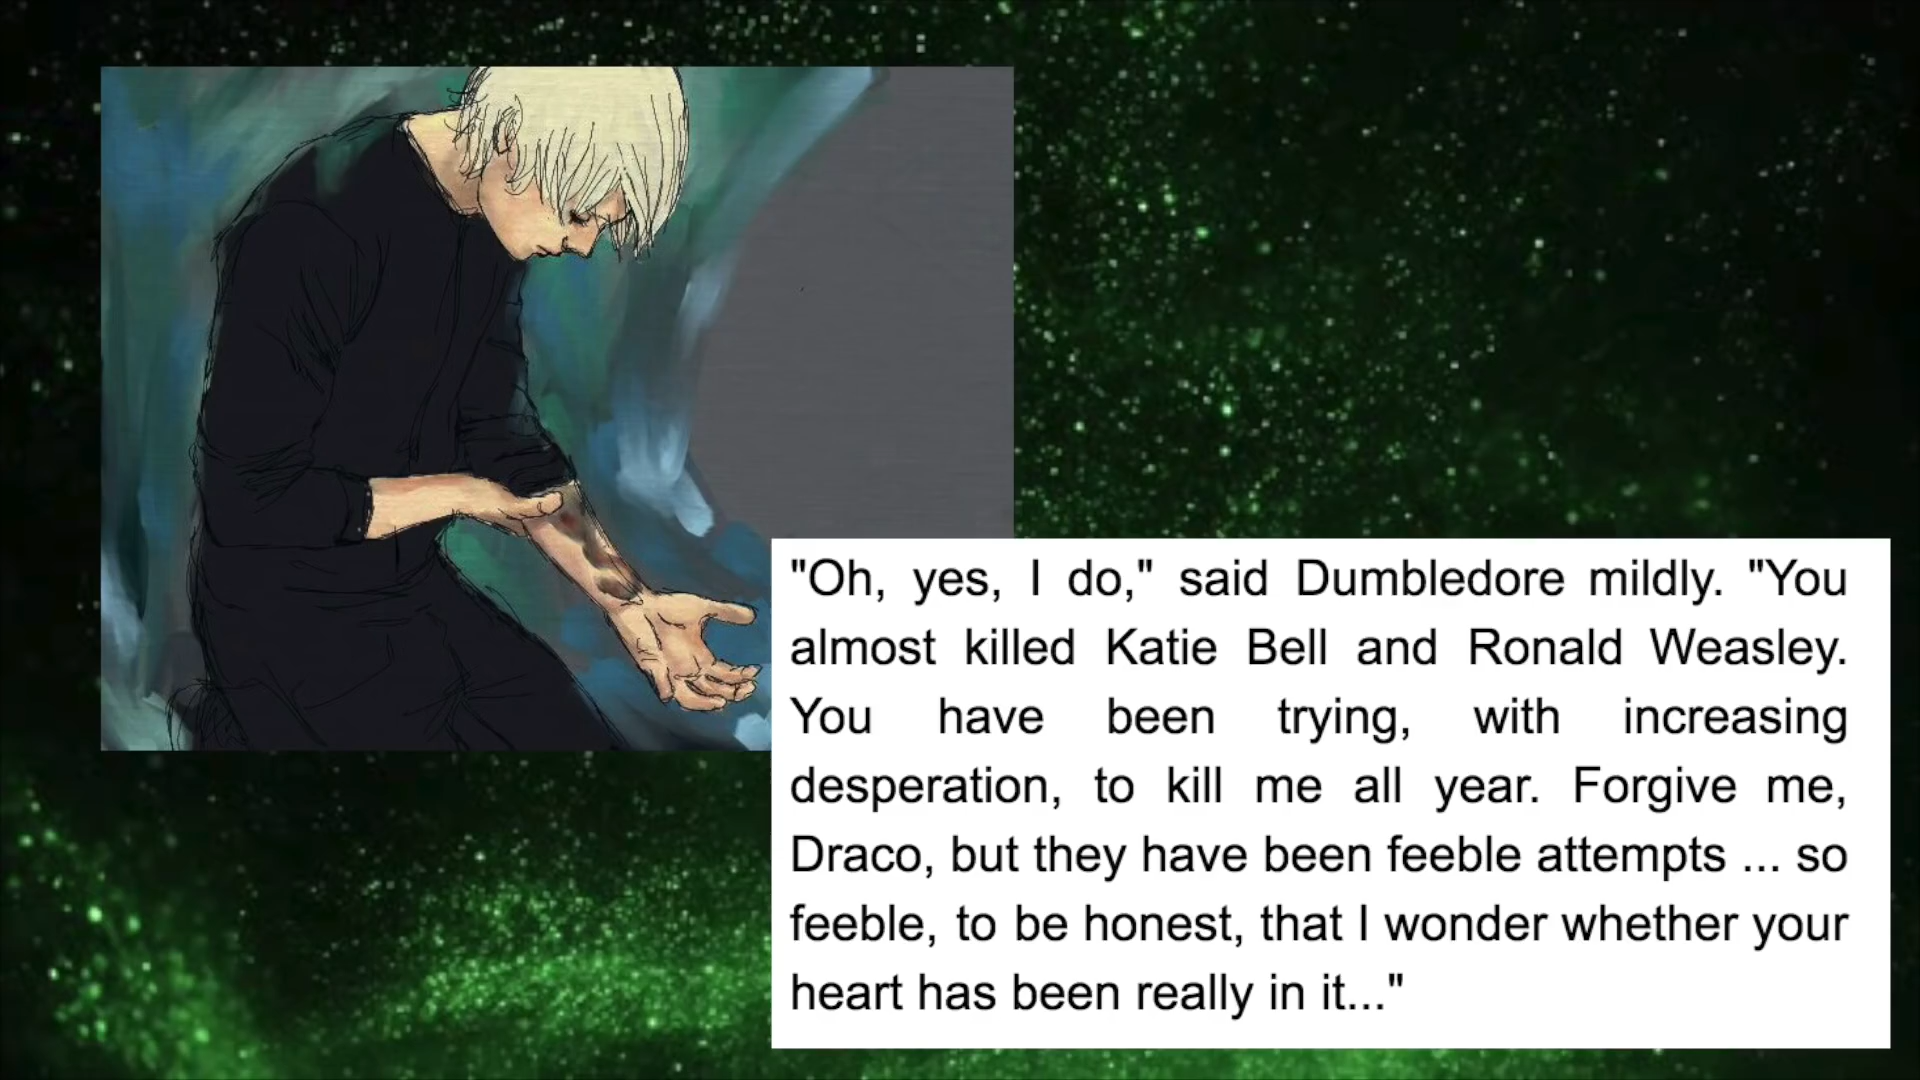 "Oh, yes, I do," said Dumbledore mildly. "You
almost killed Katie Bell and Ronald Weasley.
You have been trying, with increasing
desperation, to kill me all year. Forgive me,
Draco, but they have been feeble attempts ... so
feeble, to be honest, that I wonder whether your
heart has been really in it..."